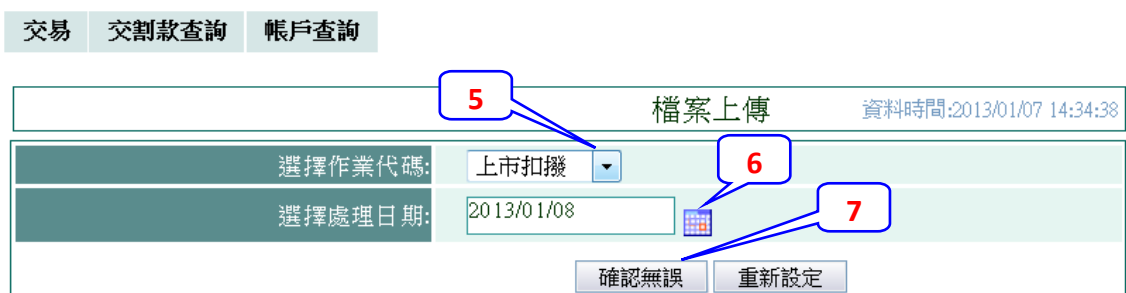 交易 交割款查詢 帳戶查詢
5
檔案上傳 資料時間:2013/01/07 14:34:38
選擇作業代碼: 上市扣撥 6
選擇處理日期: 2013/01/08 7
確認無誤 重新設定